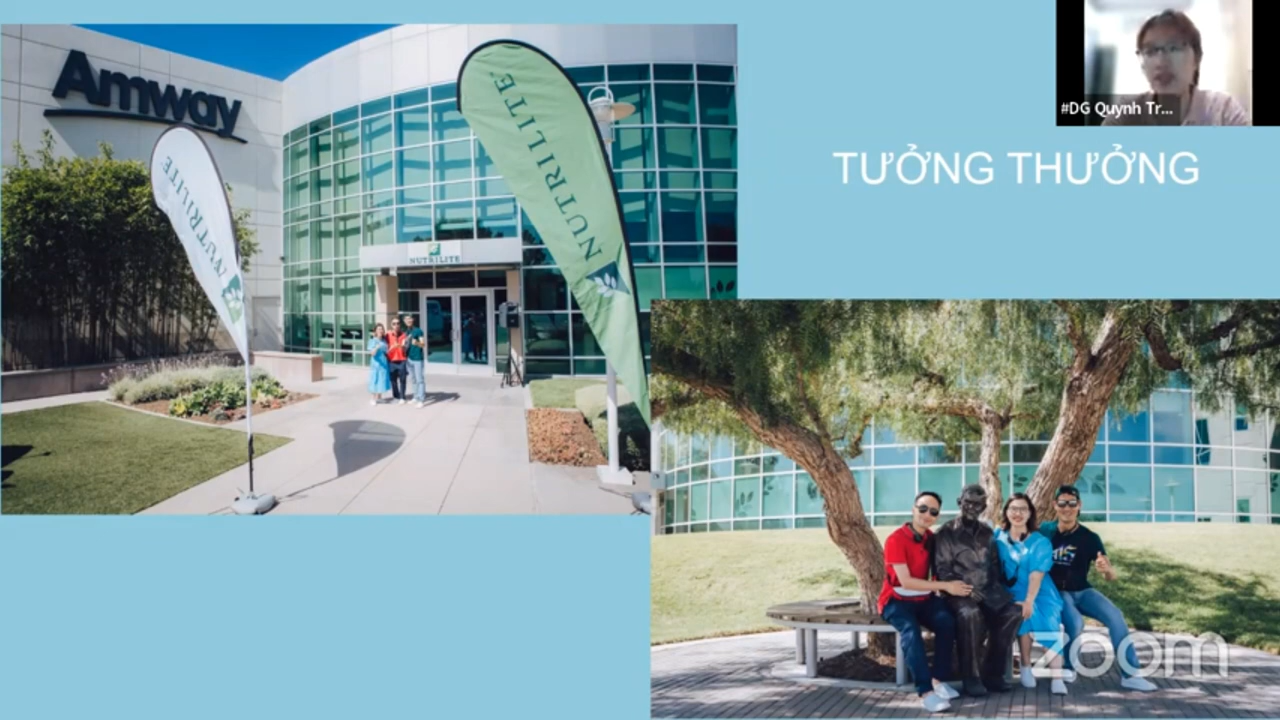 Amway
NUTRILITE
NUTRILITE
NUTRILITE
#DG Quynh Tr...
TƯỞNG THƯỞNG
zoom